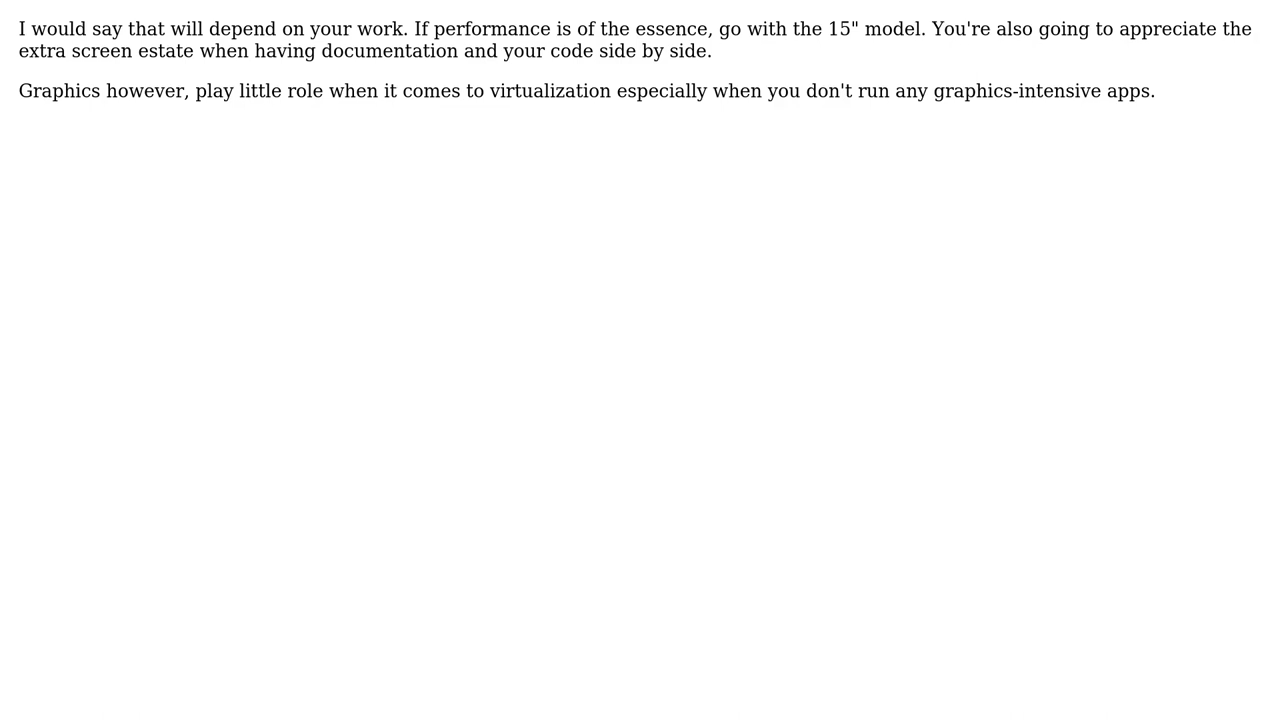 I would say that will depend on your work. If performance is of the essence, go with the 15" model. You're also going to appreciate the
extra screen estate when having documentation and your code side by side.
Graphics however, play little role when it comes to virtualization especially when you don't run any graphics-intensive apps.